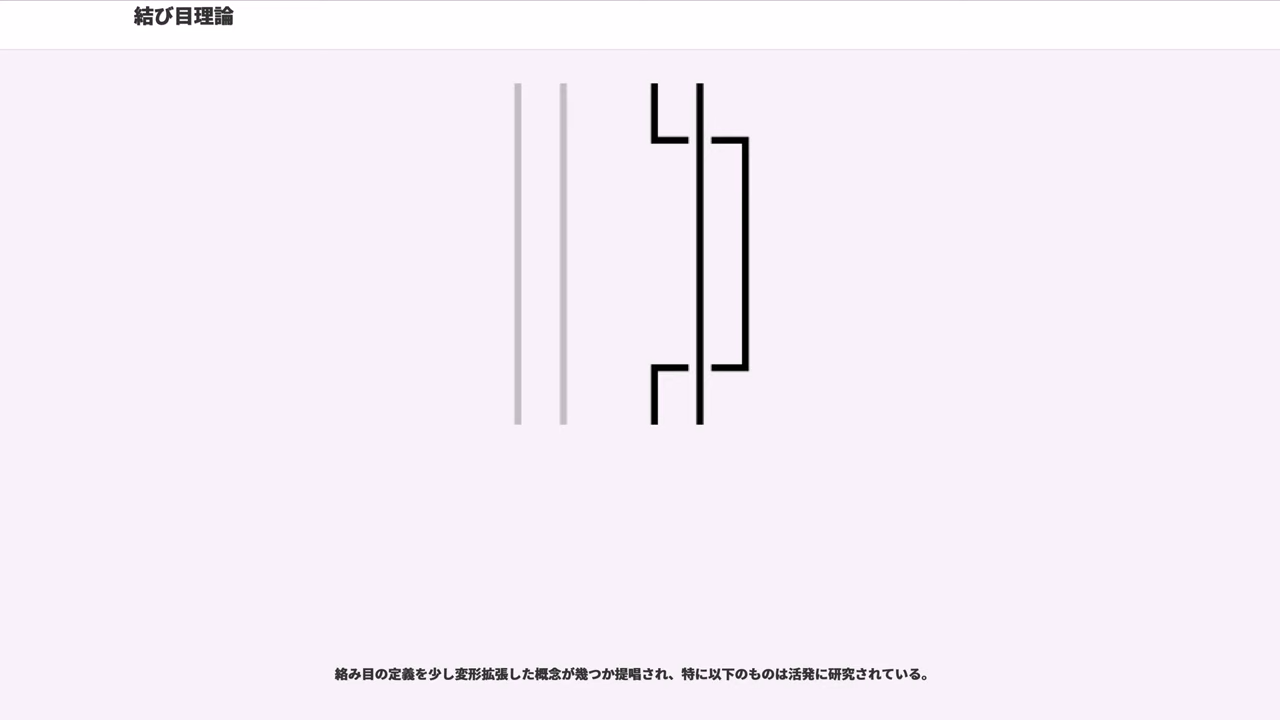 結び目理論
絡み目の定義を少し変形拡張した概念が幾つか提唱され、特に以下のものは活発に研究されている。